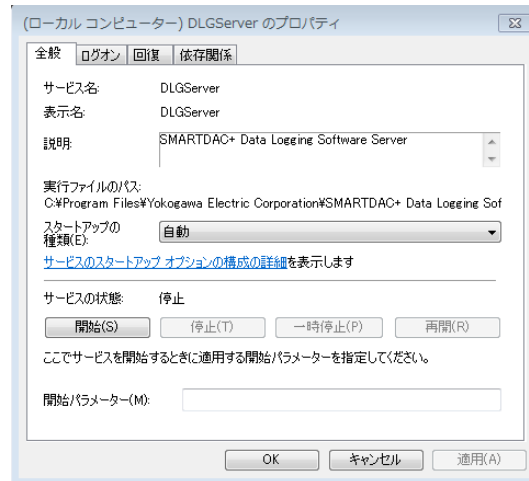 (ローカル コンピューター) DLGServer のプロパティ
全般 ログオン 回復 依存関係
サービス名: DLGServer
表示名: DLGServer
説明: SMARTDAC+ Data Logging Software Server
実行ファイルのパス:
C:¥Program Files¥Yokogawa Electric Corporation¥SMARTDAC+ Data Logging Sof
スタートアップの
種類(E): 自動
サービスのスタートアップ オプションの構成の詳細を表示します
サービスの状態: 停止
開始(S) 停止(T) 一時停止(P) 再開(R)
ここでサービスを開始するときに適用する開始パラメーターを指定してください。
開始パラメーター(M):
OK キャンセル 適用(A)